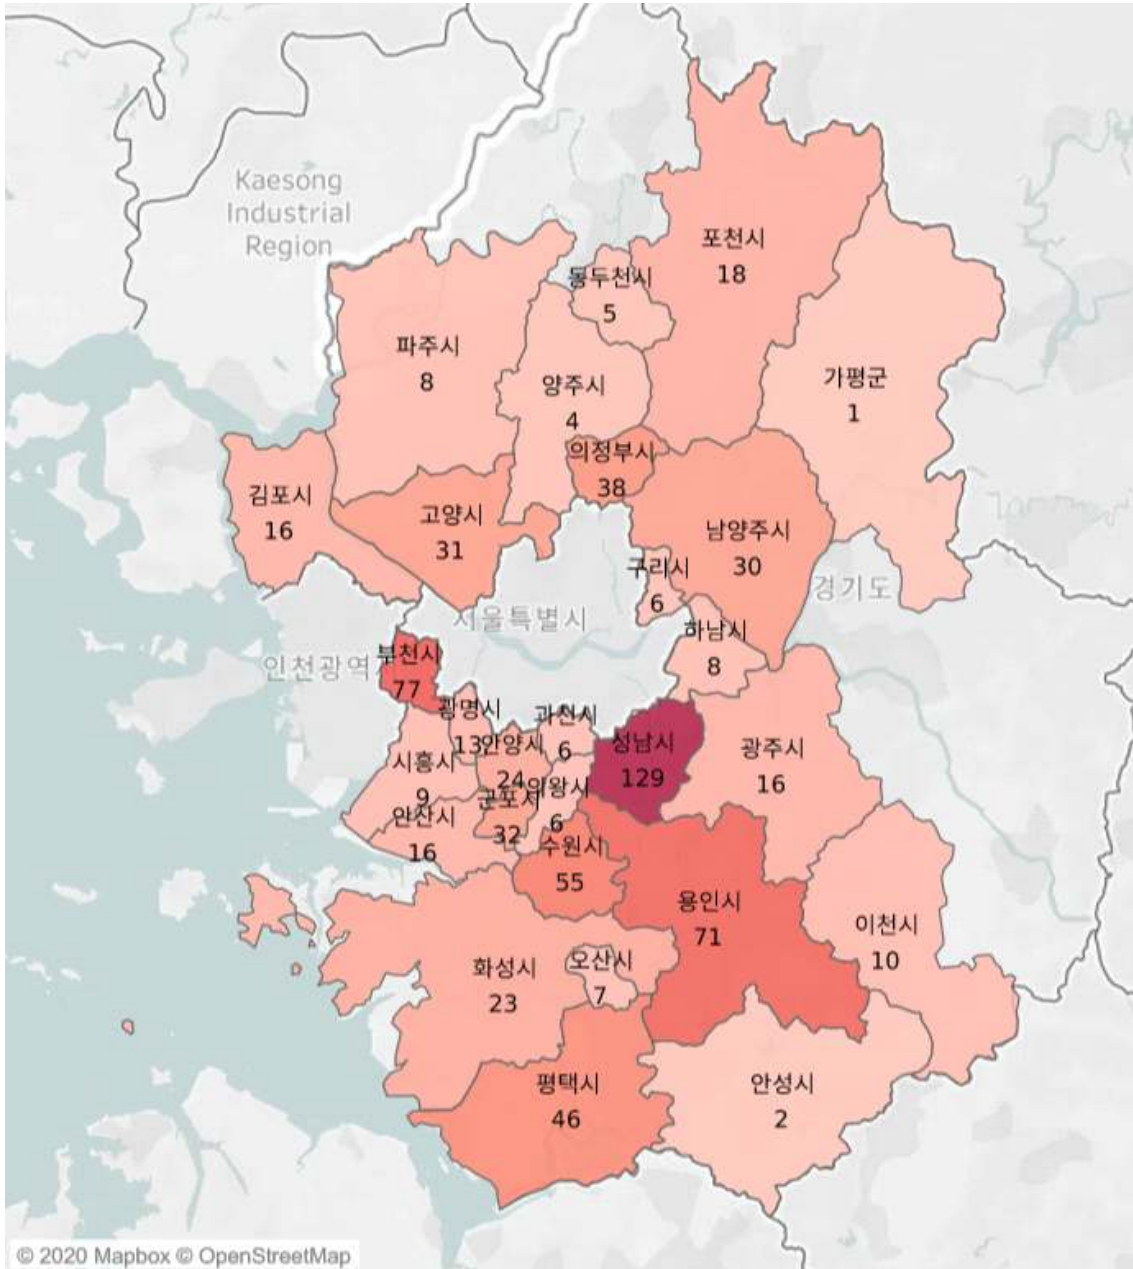 Kaesong
Industrial
Region
포천시
18
동두천시
5
파주시
8
양주시
4
가평군
1
의정부시
38
김포시
16
고양시
31
남양주시
30
구리시
6
경기도
서울특별시
하남시
8
부천시
77
인천광역시
광명시
13
과천시
6
안양시
24
성남시
129
광주시
16
시흥시
9
의왕시
6
군포시
32
안산시
16
수원시
55
용인시
71
이천시
10
화성시
23
오산시
7
평택시
46
안성시
2
© 2020 Mapbox © OpenStreetMap